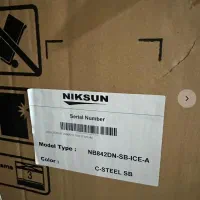 NIKSUN
Serial Number
Model Type : NB842DN-SB-ICE-A
Color : C-STEEL SB